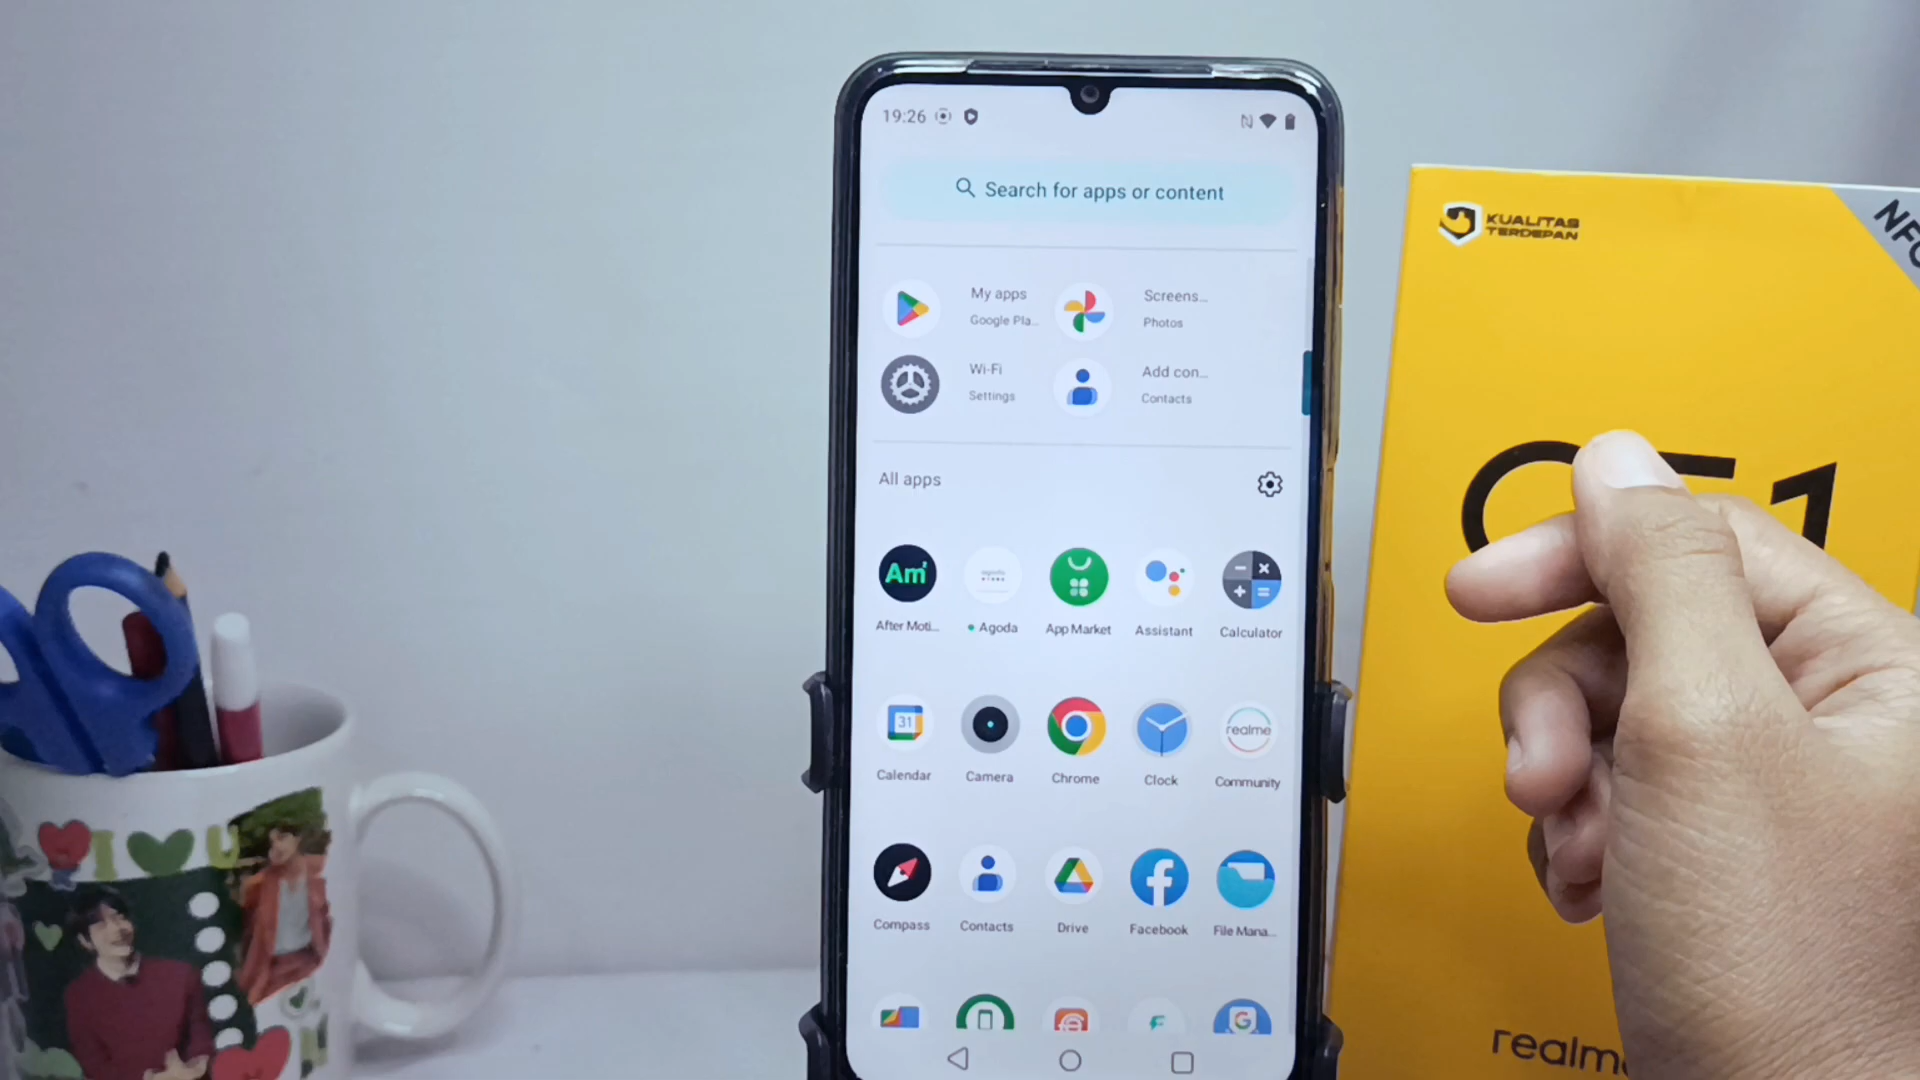 19:26
Search for apps or content
My apps
Google Pla...
Screens...
Photos
Wi-Fi
Settings
Add con...
Contacts
All apps
Am
After Moti...
agoda
Agoda
App Market
Assistant
Calculator
31
Calendar
Camera
Chrome
Clock
realme
Community
Compass
Contacts
Drive
Facebook
File Mana...
KUALITAS
TERDEPAN
NFC
C51
realme
I U